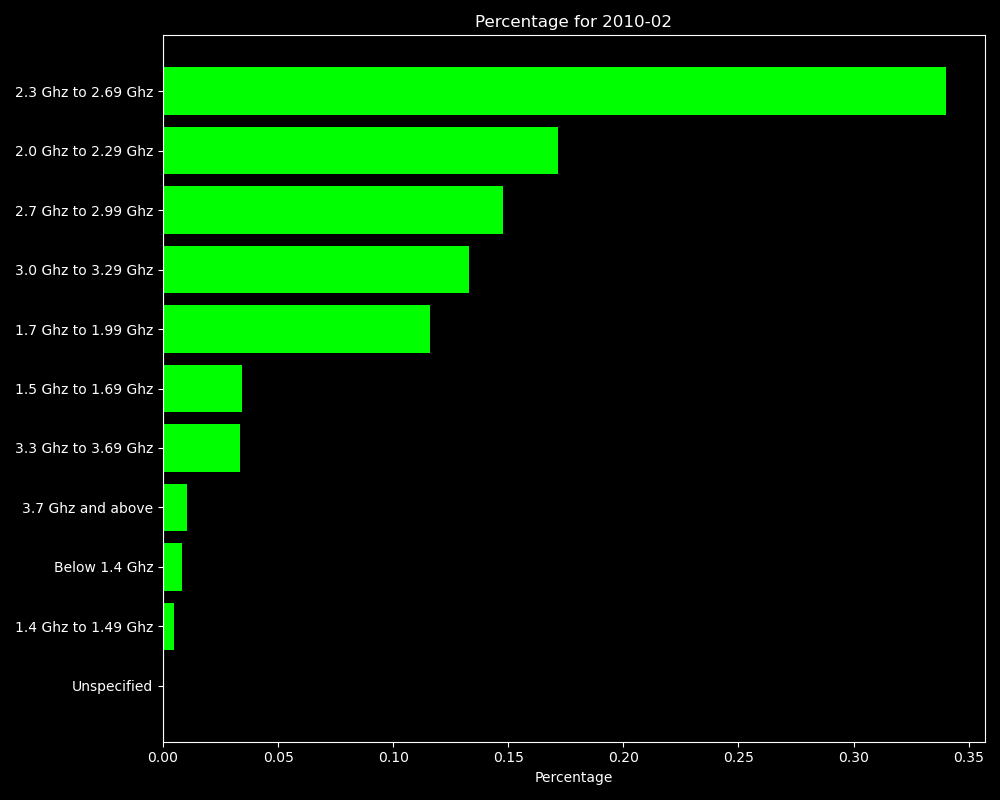 Percentage for 2010-02
2.3 Ghz to 2.69 Ghz
2.0 Ghz to 2.29 Ghz
2.7 Ghz to 2.99 Ghz
3.0 Ghz to 3.29 Ghz
1.7 Ghz to 1.99 Ghz
1.5 Ghz to 1.69 Ghz
3.3 Ghz to 3.69 Ghz
3.7 Ghz and above
Below 1.4 Ghz
1.4 Ghz to 1.49 Ghz
Unspecified
0.00 0.05 0.10 0.15 0.20 0.25 0.30 0.35
Percentage